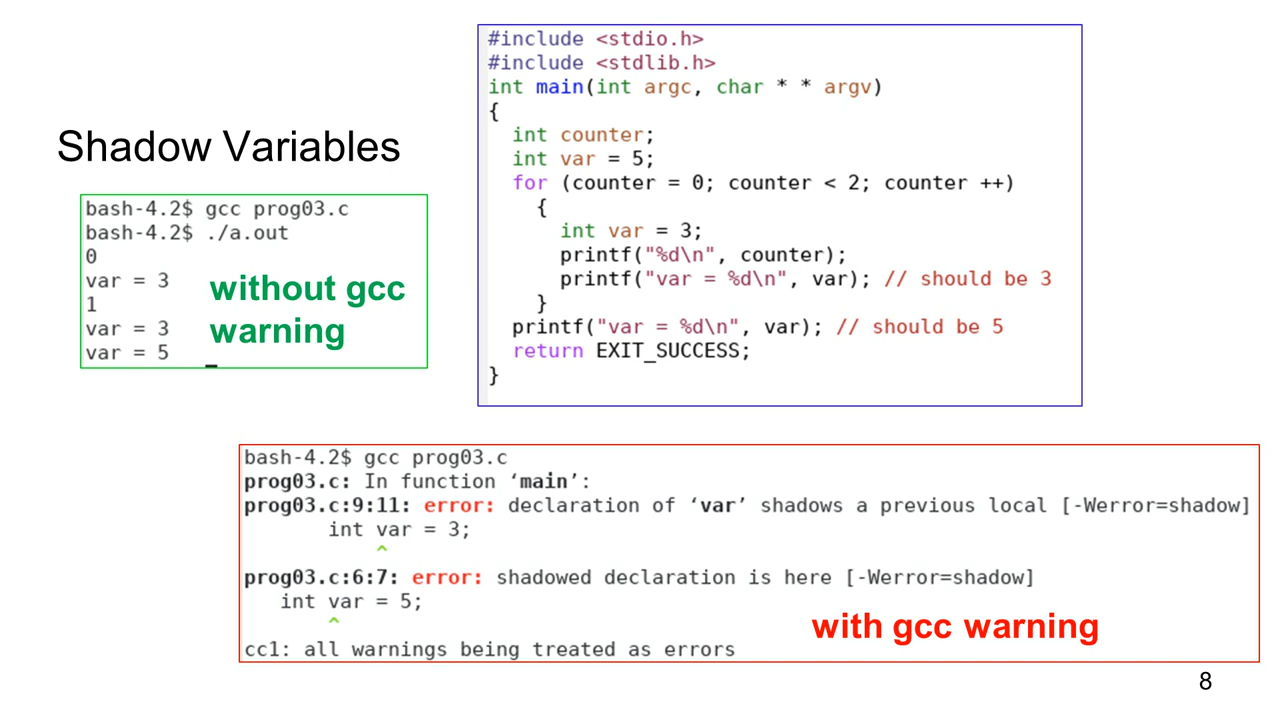 Shadow Variables
bash-4.2$ gcc prog03.c
bash-4.2$ ./a.out
0
var = 3
1
var = 3
var = 5
without gcc
warning
#include <stdio.h>
#include <stdlib.h>
int main(int argc, char * * argv)
{
  int counter;
  int var = 5;
  for (counter = 0; counter < 2; counter ++)
    {
      int var = 3;
      printf("%d\n", counter);
      printf("var = %d\n", var); // should be 3
    }
  printf("var = %d\n", var); // should be 5
  return EXIT_SUCCESS;
}
bash-4.2$ gcc prog03.c
prog03.c: In function ‘main’:
prog03.c:9:11: error: declaration of ‘var’ shadows a previous local [-Werror=shadow]
       int var = 3;
           ^
prog03.c:6:7: error: shadowed declaration is here [-Werror=shadow]
   int var = 5;
       ^
cc1: all warnings being treated as errors
with gcc warning
8